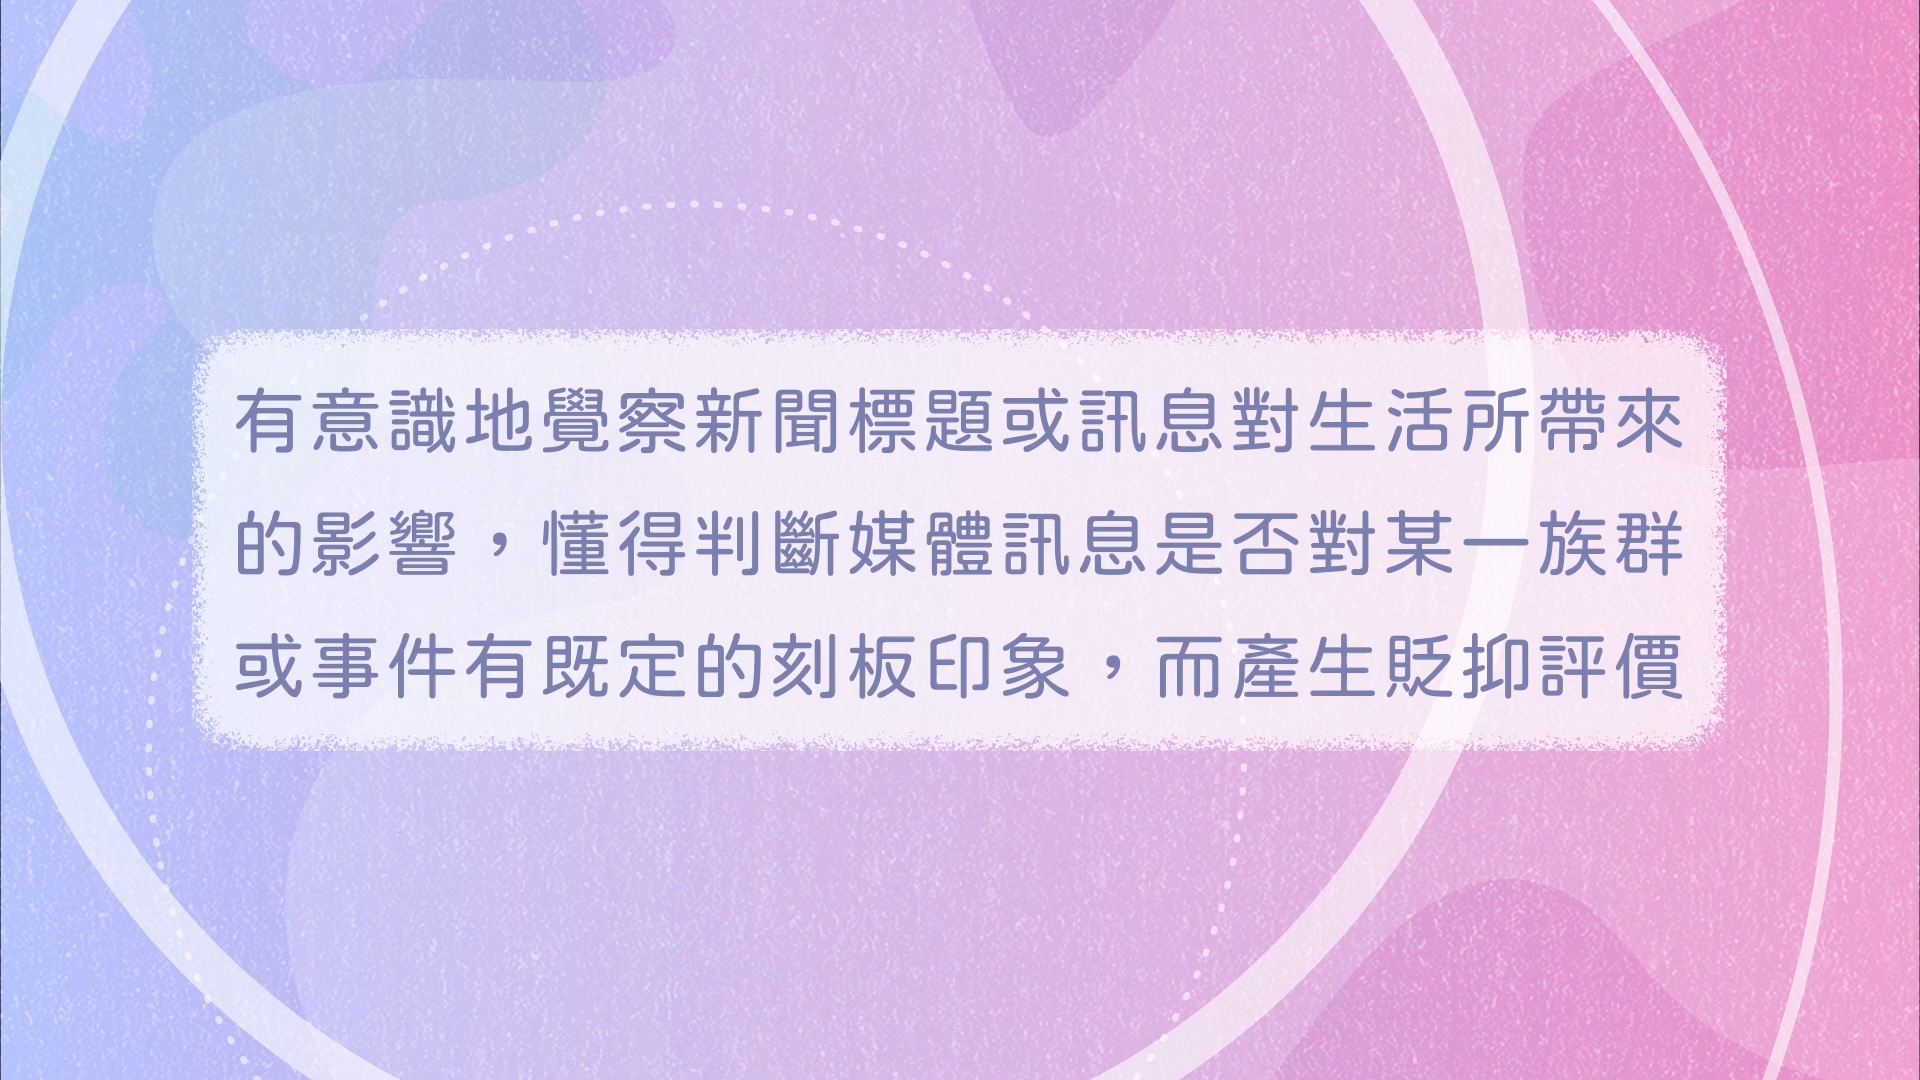 有意識地覺察新聞標題或訊息對生活所帶來
的影響，懂得判斷媒體訊息是否對某一族群
或事件有既定的刻板印象，而產生貶抑評價